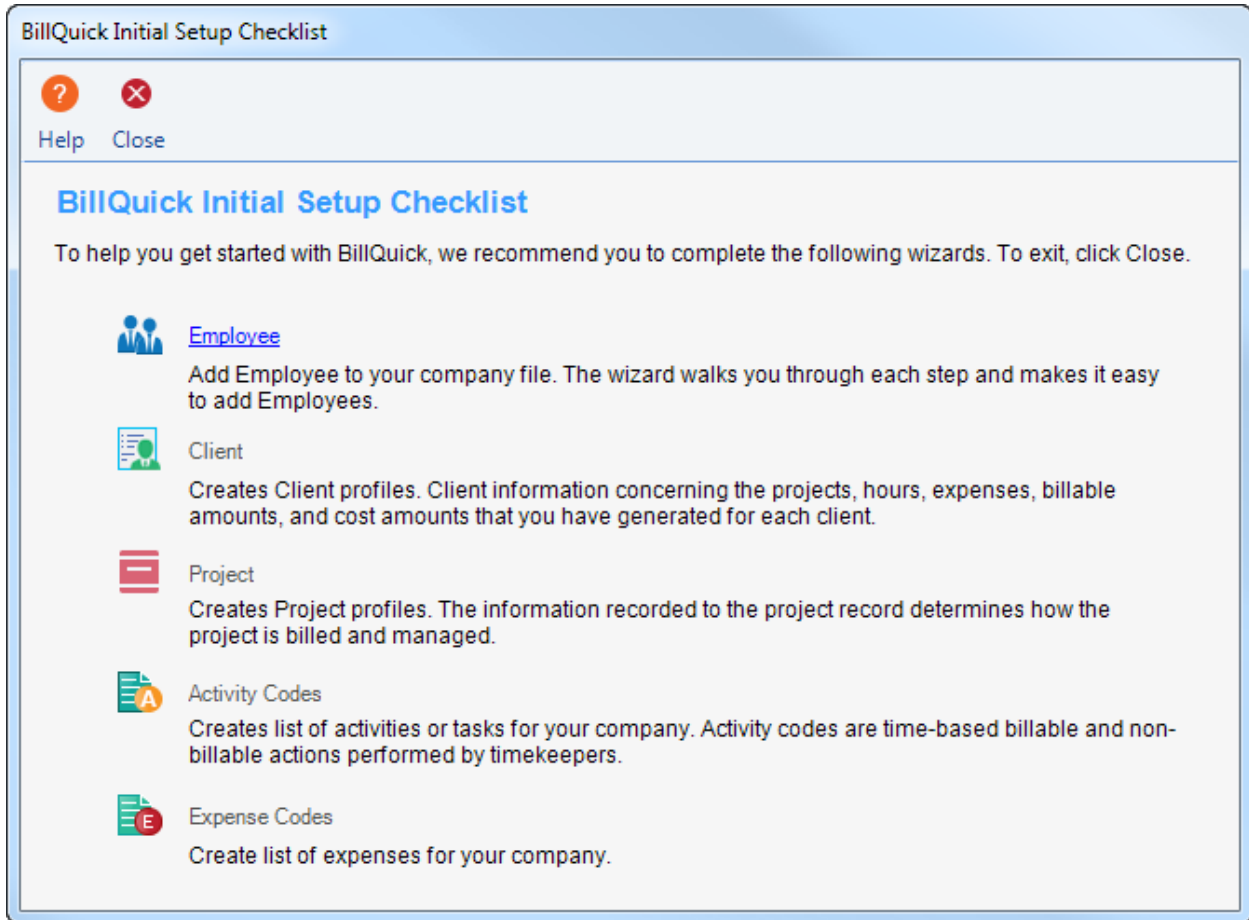 BillQuick Initial Setup Checklist
?
Help Close
BillQuick Initial Setup Checklist
To help you get started with BillQuick, we recommend you to complete the following wizards. To exit, click Close.
Employee
Add Employee to your company file. The wizard walks you through each step and makes it easy
to add Employees.
Client
Creates Client profiles. Client information concerning the projects, hours, expenses, billable
amounts, and cost amounts that you have generated for each client.
Project
Creates Project profiles. The information recorded to the project record determines how the
project is billed and managed.
A
Activity Codes
Creates list of activities or tasks for your company. Activity codes are time-based billable and non-
billable actions performed by timekeepers.
E
Expense Codes
Create list of expenses for your company.